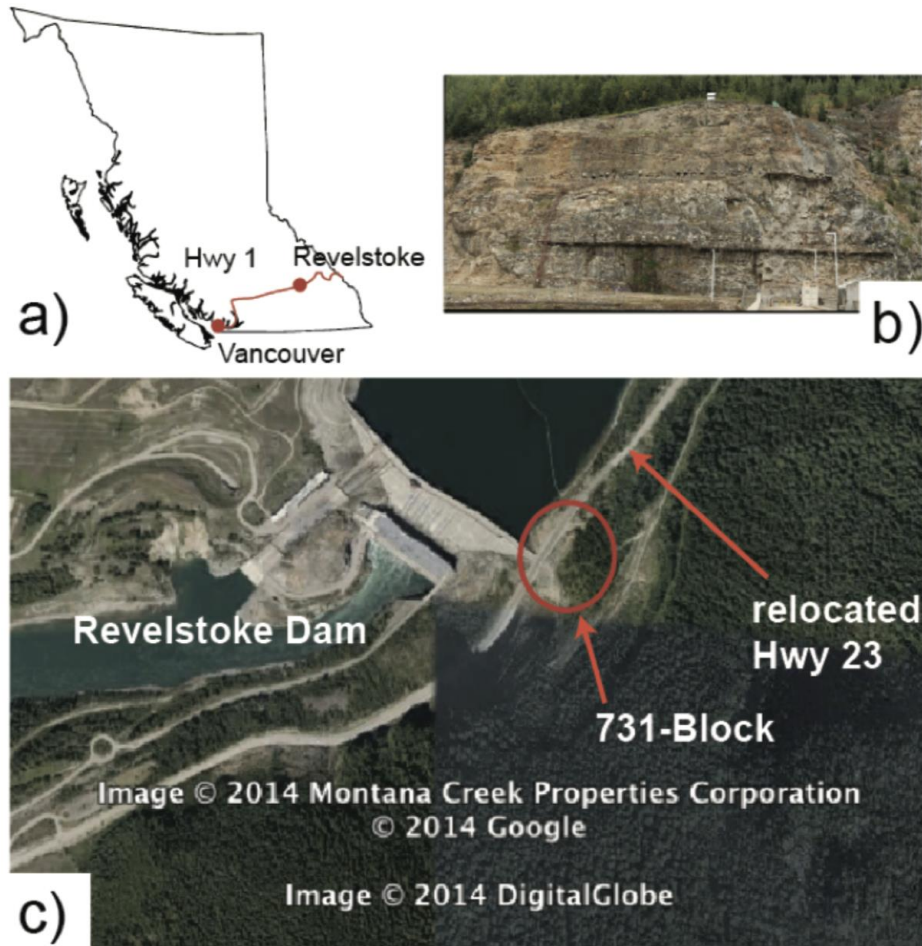 a)
Hwy 1
Revelstoke
Vancouver
b)
Revelstoke Dam
relocated
Hwy 23
731-Block
Image © 2014 Montana Creek Properties Corporation
© 2014 Google
Image © 2014 DigitalGlobe
c)